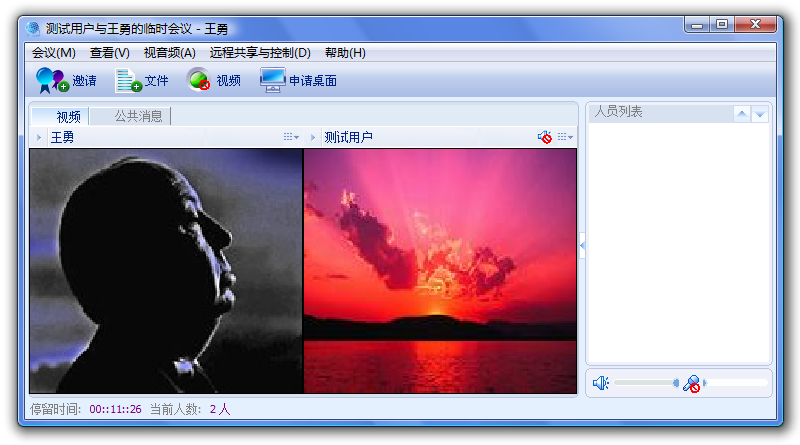 测试用户与王勇的临时会议 - 王勇
会议(M) 查看(V) 视音频(A) 远程共享与控制(D) 帮助(H)
邀请 文件 视频 申请桌面
视频 公共消息 人员列表
王勇 测试用户
停留时间: 00::11::26 当前人数: 2 人